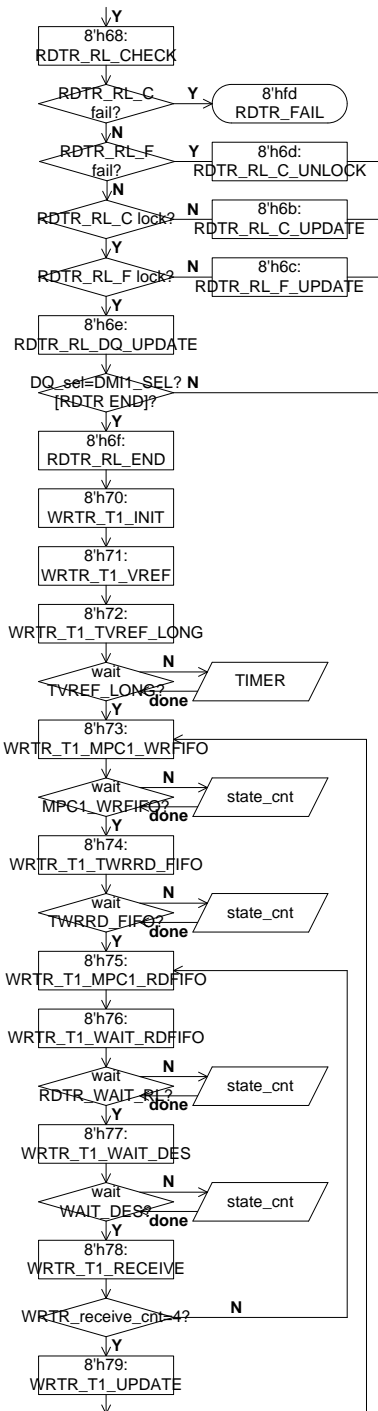 Y
8'h68:
RDTR_RL_CHECK
RDTR_RL_C
fail?
Y
8'hfd
RDTR_FAIL
N
RDTR_RL_F
fail?
Y
8'h6d:
RDTR_RL_C_UNLOCK
N
RDTR_RL_C lock?
N
8'h6b:
RDTR_RL_C_UPDATE
Y
RDTR_RL_F lock?
N
8'h6c:
RDTR_RL_F_UPDATE
Y
8'h6e:
RDTR_RL_DQ_UPDATE
DQ_sel=DMI1_SEL?
[RDTR END]?
N
Y
8'h6f:
RDTR_RL_END
8'h70:
WRTR_T1_INIT
8'h71:
WRTR_T1_VREF
8'h72:
WRTR_T1_TVREF_LONG
wait
TVREF_LONG?
N
TIMER
done
Y
8'h73:
WRTR_T1_MPC1_WRFIFO
wait
MPC1_WRFIFO?
N
state_cnt
done
Y
8'h74:
WRTR_T1_TWRRD_FIFO
wait
TWRRD_FIFO?
N
state_cnt
done
Y
8'h75:
WRTR_T1_MPC1_RDFIFO
8'h76:
WRTR_T1_WAIT_RDFIFO
wait
RDTR_WAIT_RL?
N
state_cnt
done
Y
8'h77:
WRTR_T1_WAIT_DES
wait
WAIT_DES?
N
state_cnt
done
Y
8'h78:
WRTR_T1_RECEIVE
WRTR_receive_cnt=4?
N
Y
8'h79:
WRTR_T1_UPDATE